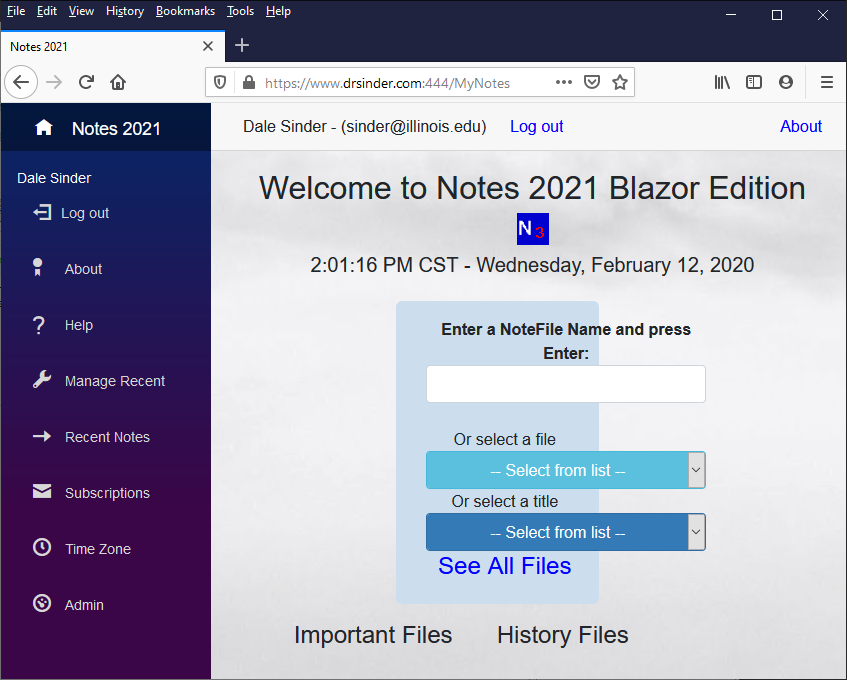 File Edit View History Bookmarks Tools Help
Notes 2021
https://www.drsinder.com:444/MyNotes
Notes 2021
Dale Sinder - (sinder@illinois.edu) Log out About
Dale Sinder
Log out
About
Help
Manage Recent
Recent Notes
Subscriptions
Time Zone
Admin
Welcome to Notes 2021 Blazor Edition
N 3
2:01:16 PM CST - Wednesday, February 12, 2020
Enter a NoteFile Name and press
Enter:
Or select a file
-- Select from list --
Or select a title
-- Select from list --
See All Files
Important Files History Files